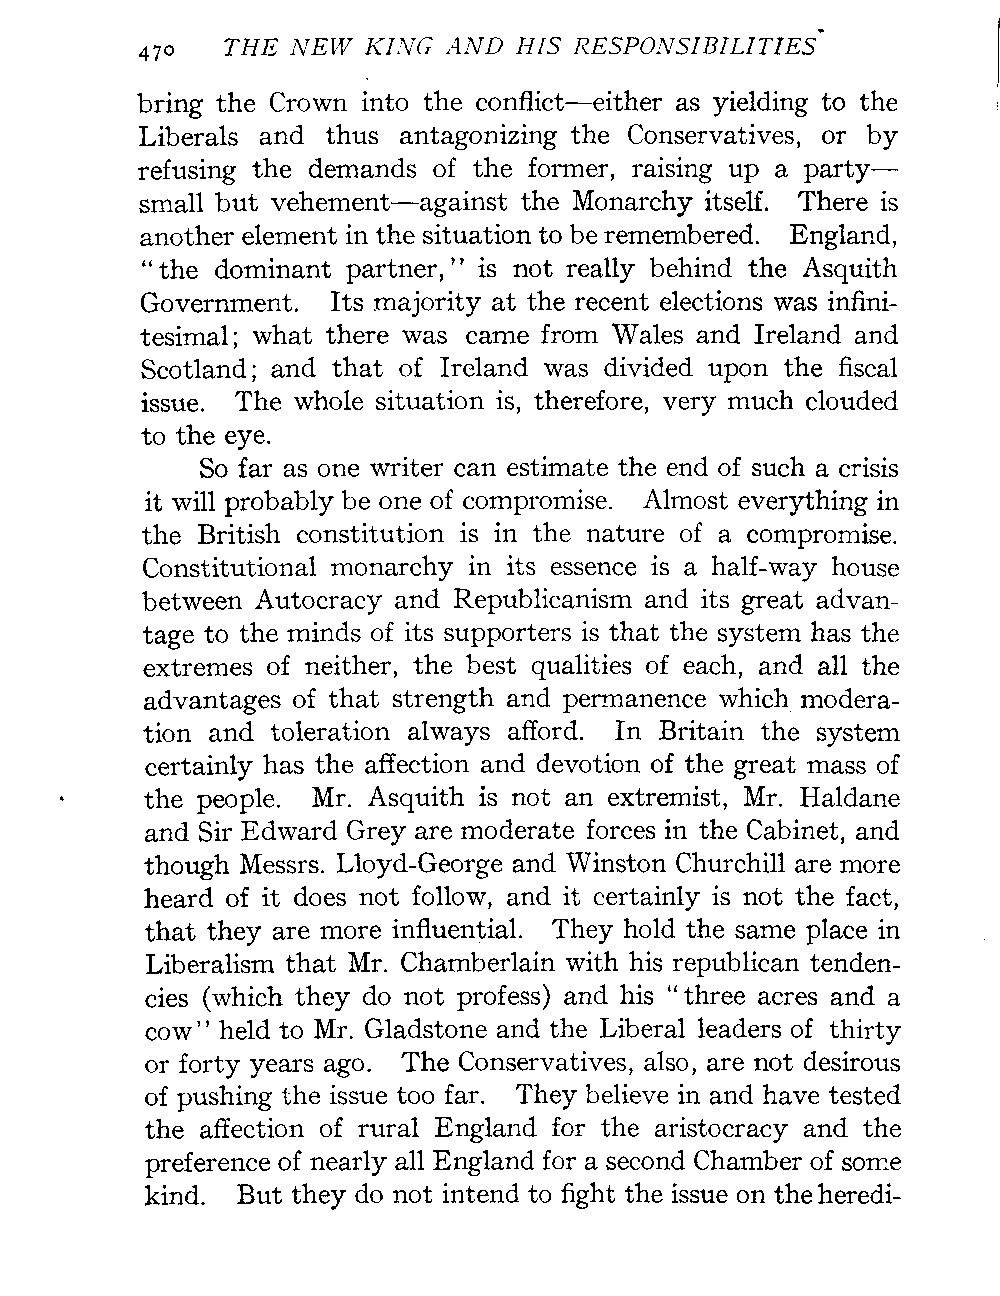 470 THE NEW KING AND HIS RESPONSIBILITIES
bring the Crown into the conflict—either as yielding to the
Liberals and thus antagonizing the Conservatives, or by
refusing the demands of the former, raising up a party—
small but vehement—against the Monarchy itself. There is
another element in the situation to be remembered. England,
"the dominant partner," is not really behind the Asquith
Government. Its majority at the recent elections was infini-
tesimal; what there was came from Wales and Ireland and
Scotland; and that of Ireland was divided upon the fiscal
issue. The whole situation is, therefore, very much clouded
to the eye.
So far as one writer can estimate the end of such a crisis
it will probably be one of compromise. Almost everything in
the British constitution is in the nature of a compromise.
Constitutional monarchy in its essence is a half-way house
between Autocracy and Republicanism and its great advan-
tage to the minds of its supporters is that the system has the
extremes of neither, the best qualities of each, and all the
advantages of that strength and permanence which modera-
tion and toleration always afford. In Britain the system
certainly has the affection and devotion of the great mass of
the people. Mr. Asquith is not an extremist, Mr. Haldane
and Sir Edward Grey are moderate forces in the Cabinet, and
though Messrs. Lloyd-George and Winston Churchill are more
heard of it does not follow, and it certainly is not the fact,
that they are more influential. They hold the same place in
Liberalism that Mr. Chamberlain with his republican tenden-
cies (which they do not profess) and his "three acres and a
cow" held to Mr. Gladstone and the Liberal leaders of thirty
or forty years ago. The Conservatives, also, are not desirous
of pushing the issue too far. They believe in and have tested
the affection of rural England for the aristocracy and the
preference of nearly all England for a second Chamber of some
kind. But they do not intend to fight the issue on the heredi-